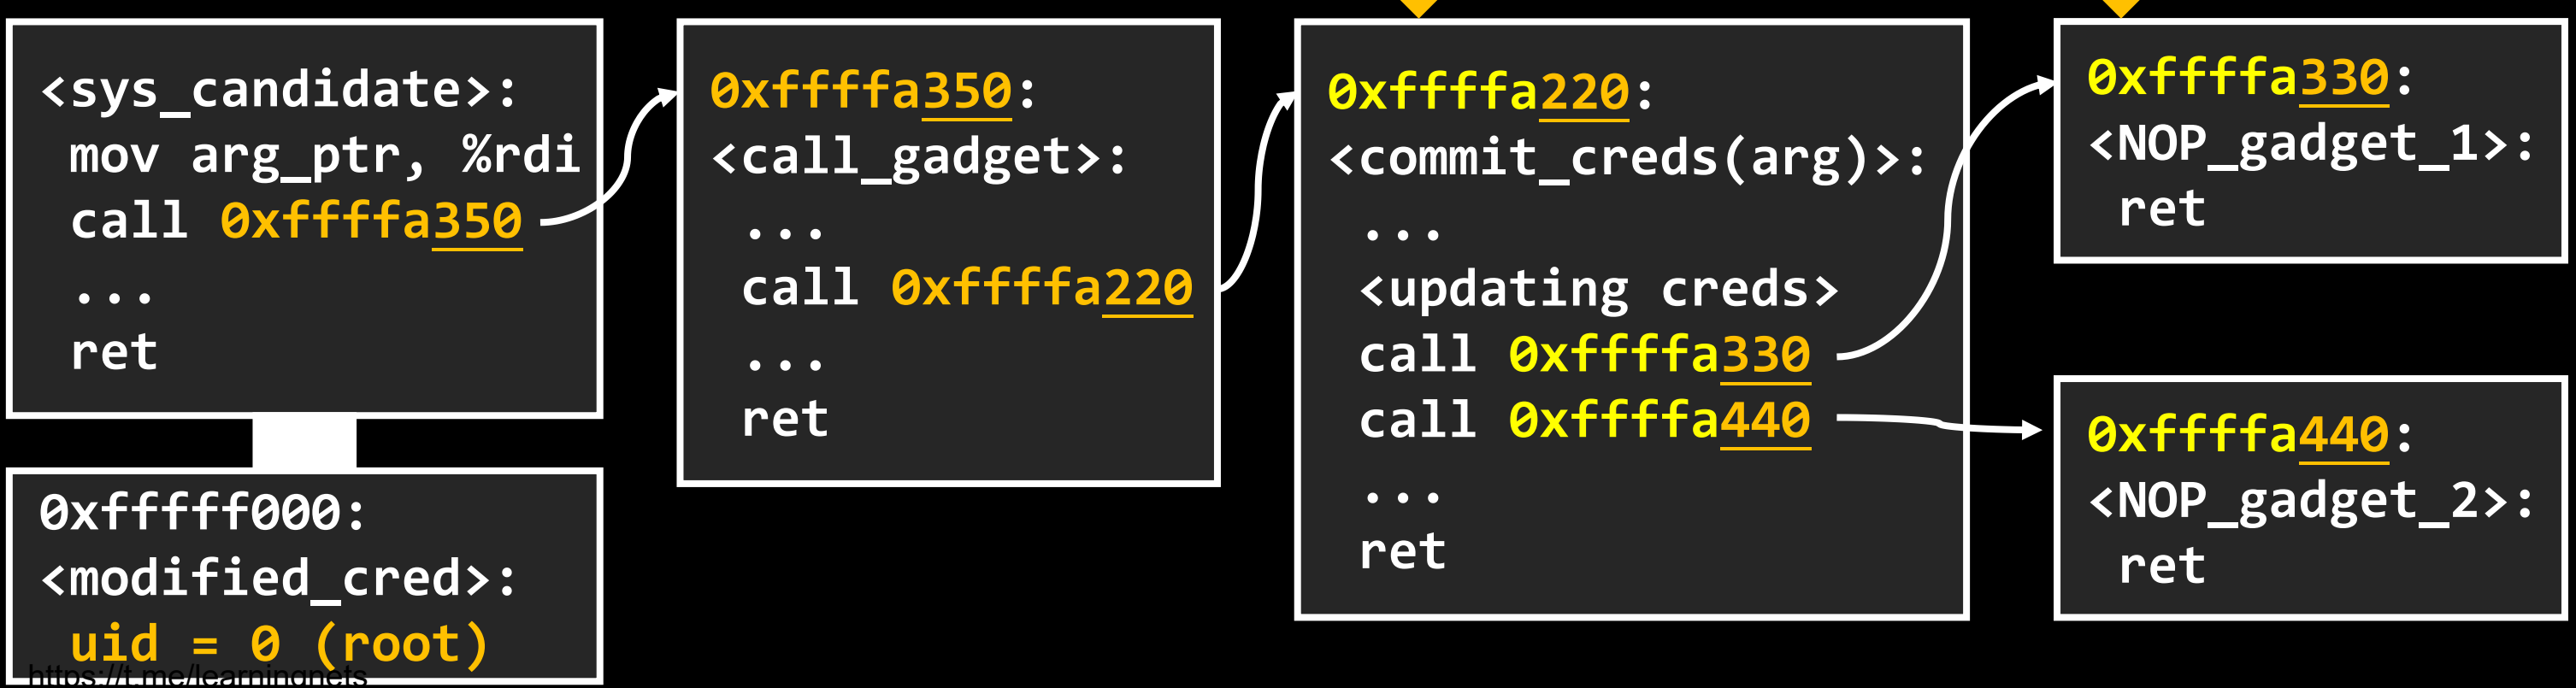 <sys_candidate>:
mov arg_ptr, %rdi
call 0xffffa350
...
ret
0xfffff000:
<modified_cred>:
uid = 0 (root)
https://t.me/learningnets
0xffffa350:
<call_gadget>:
...
call 0xffffa220
...
ret
0xffffa220:
<commit_creds(arg)>:
...
<updating creds>
call 0xffffa330
call 0xffffa440
...
ret
0xffffa330:
<NOP_gadget_1>:
ret
0xffffa440:
<NOP_gadget_2>:
ret